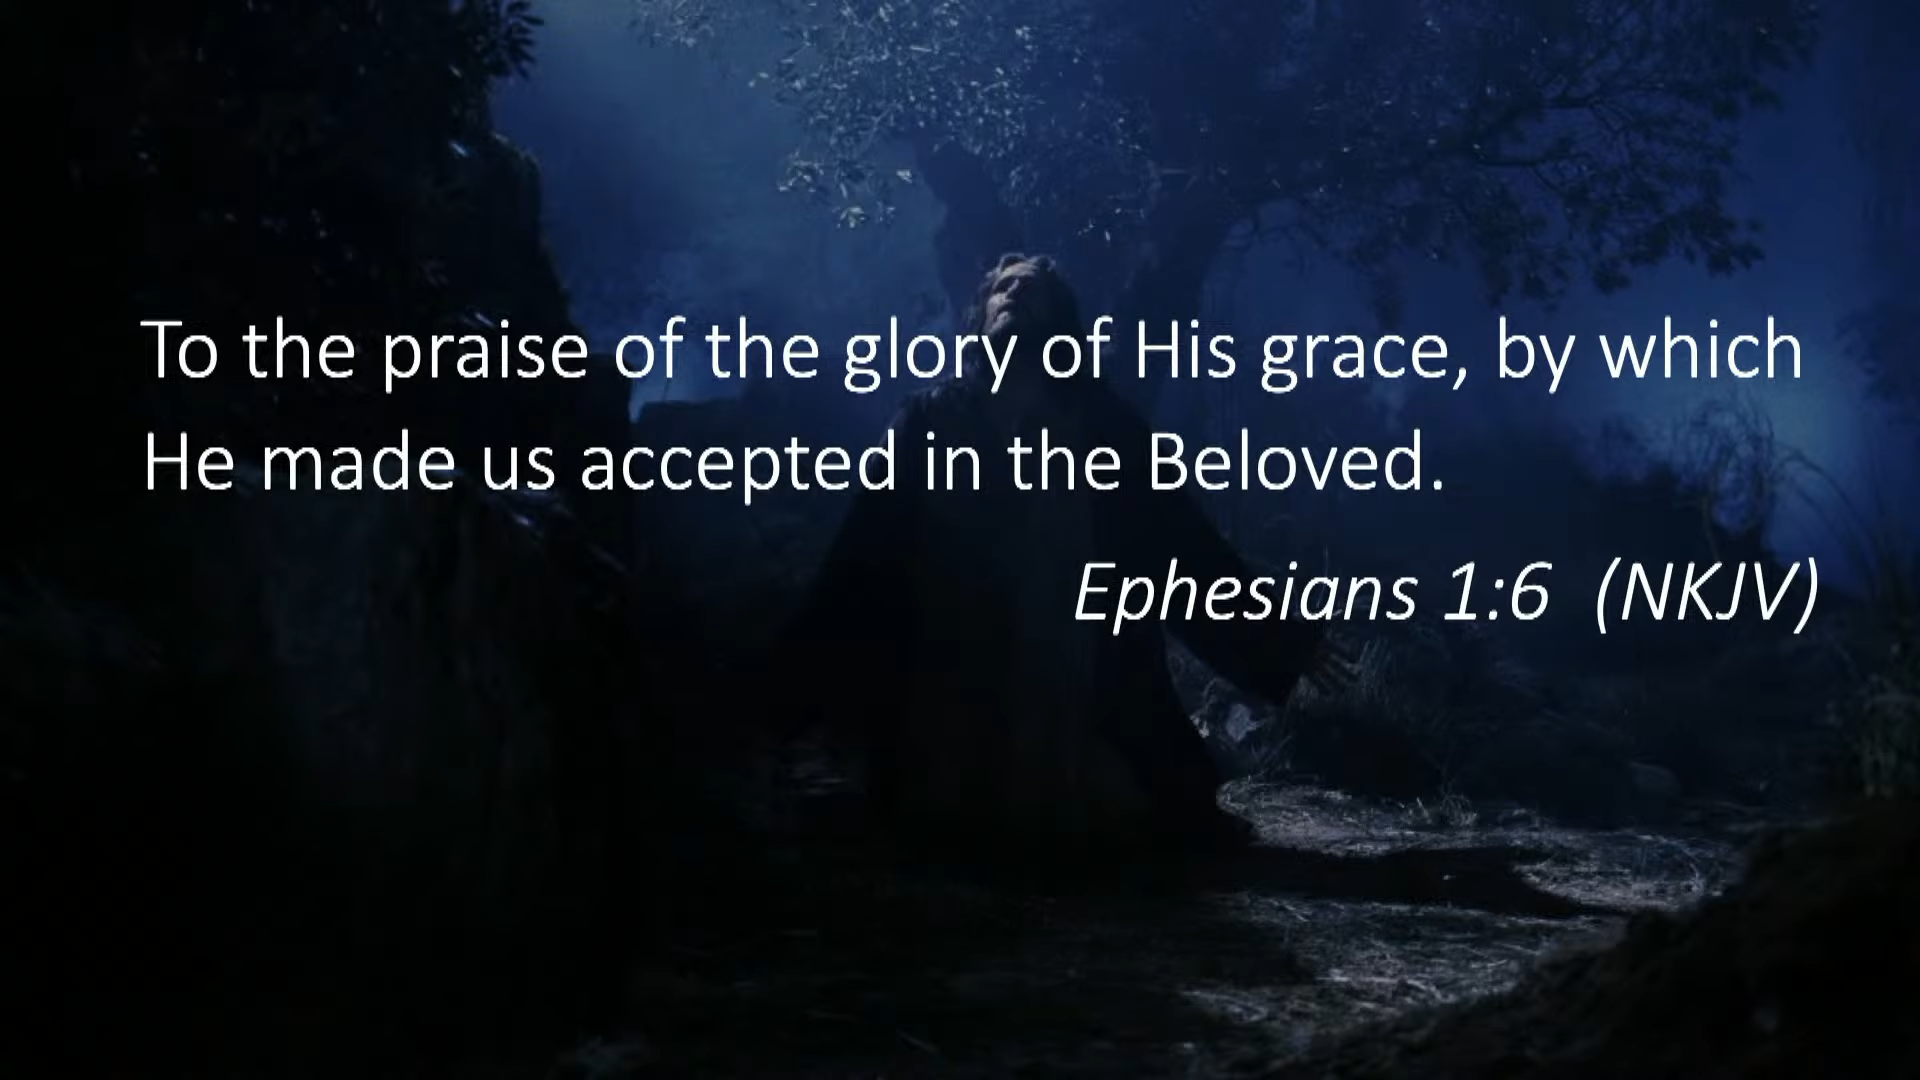 To the praise of the glory of His grace, by which
He made us accepted in the Beloved.
Ephesians 1:6 (NKJV)